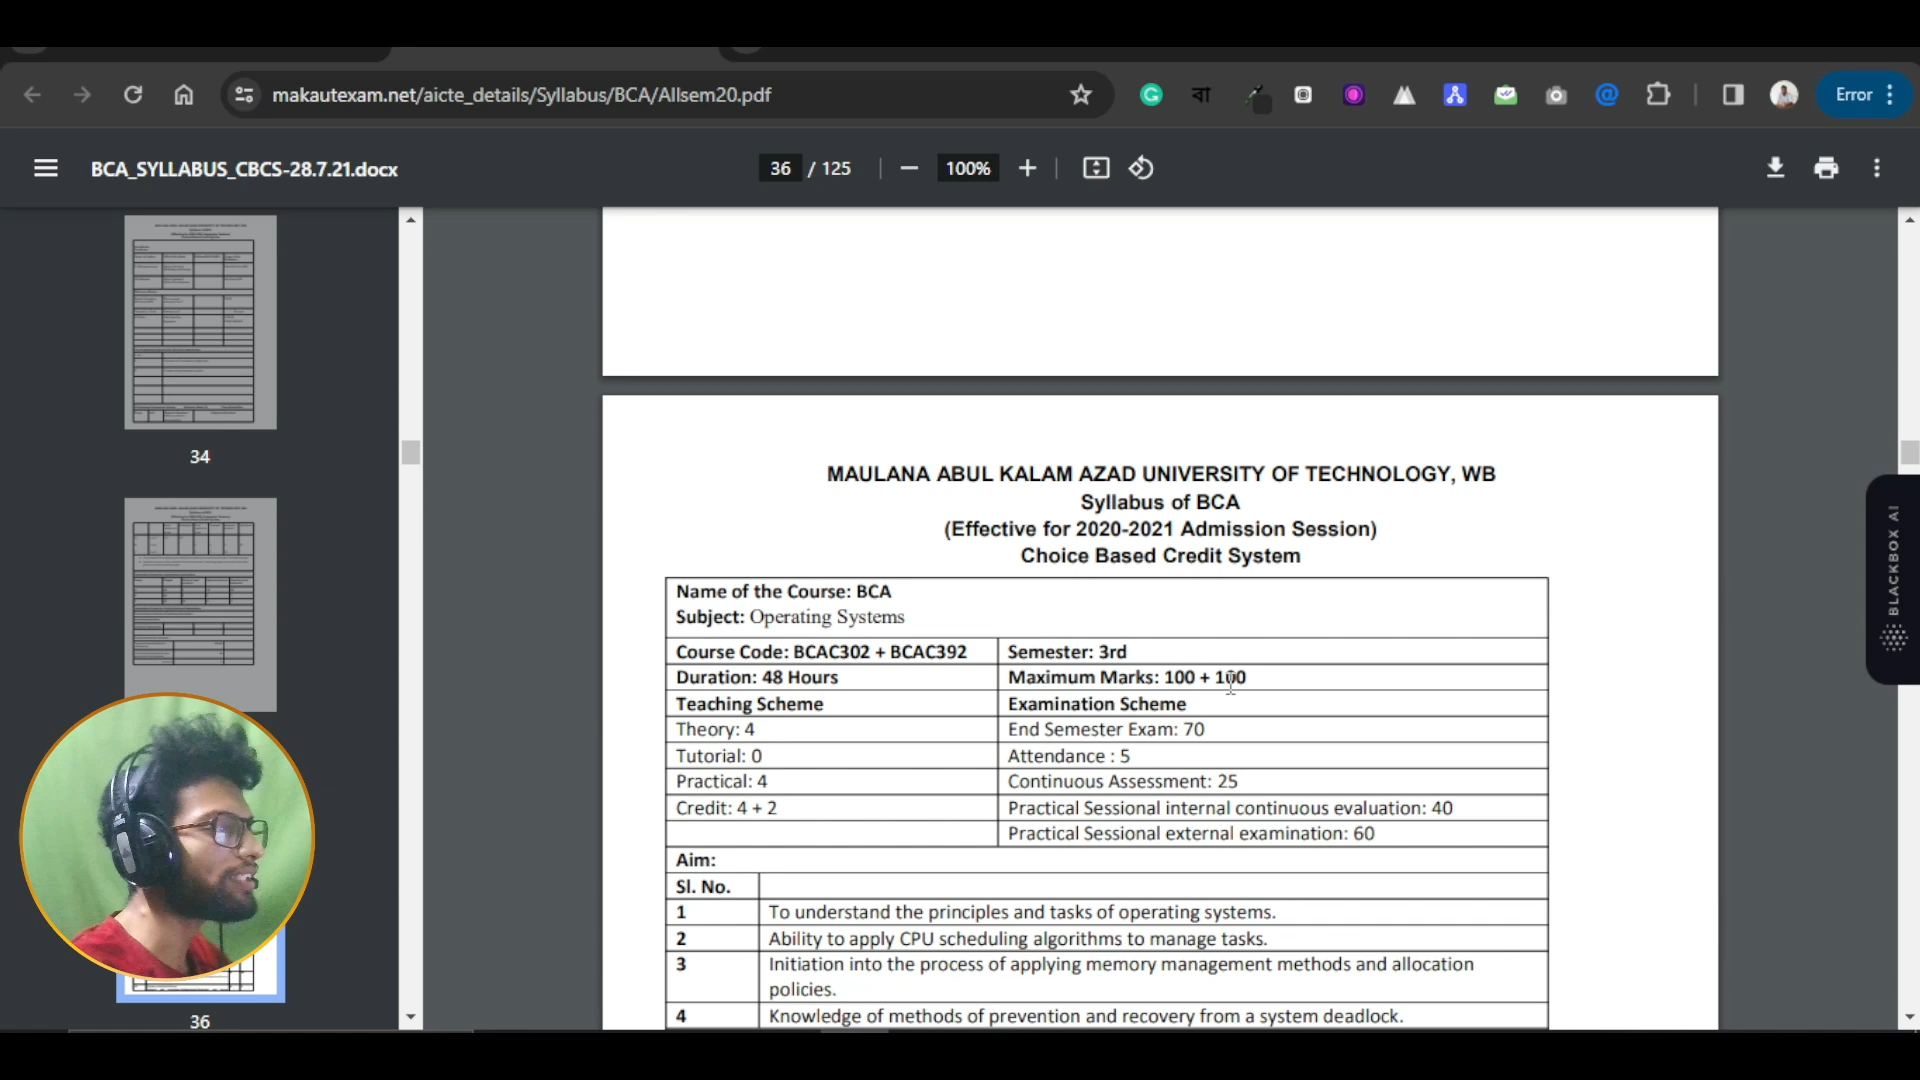 makautexam.net/aicte_details/Syllabus/BCA/Allsem20.pdf
বা
Error
BCA_SYLLABUS_CBCS-28.7.21.docx
36 / 125
100%
34
36
MAULANA ABUL KALAM AZAD UNIVERSITY OF TECHNOLOGY, WB
Syllabus of BCA
(Effective for 2020-2021 Admission Session)
Choice Based Credit System
Name of the Course: BCA
Subject: Operating Systems
Course Code: BCAC302 + BCAC392 Semester: 3rd
Duration: 48 Hours Maximum Marks: 100 + 100
Teaching Scheme Examination Scheme
Theory: 4 End Semester Exam: 70
Tutorial: 0 Attendance : 5
Practical: 4 Continuous Assessment: 25
Credit: 4 + 2 Practical Sessional internal continuous evaluation: 40
Practical Sessional external examination: 60
Aim:
Sl. No.
1 To understand the principles and tasks of operating systems.
2 Ability to apply CPU scheduling algorithms to manage tasks.
3 Initiation into the process of applying memory management methods and allocation
policies.
4 Knowledge of methods of prevention and recovery from a system deadlock.
BLACKBOX AI